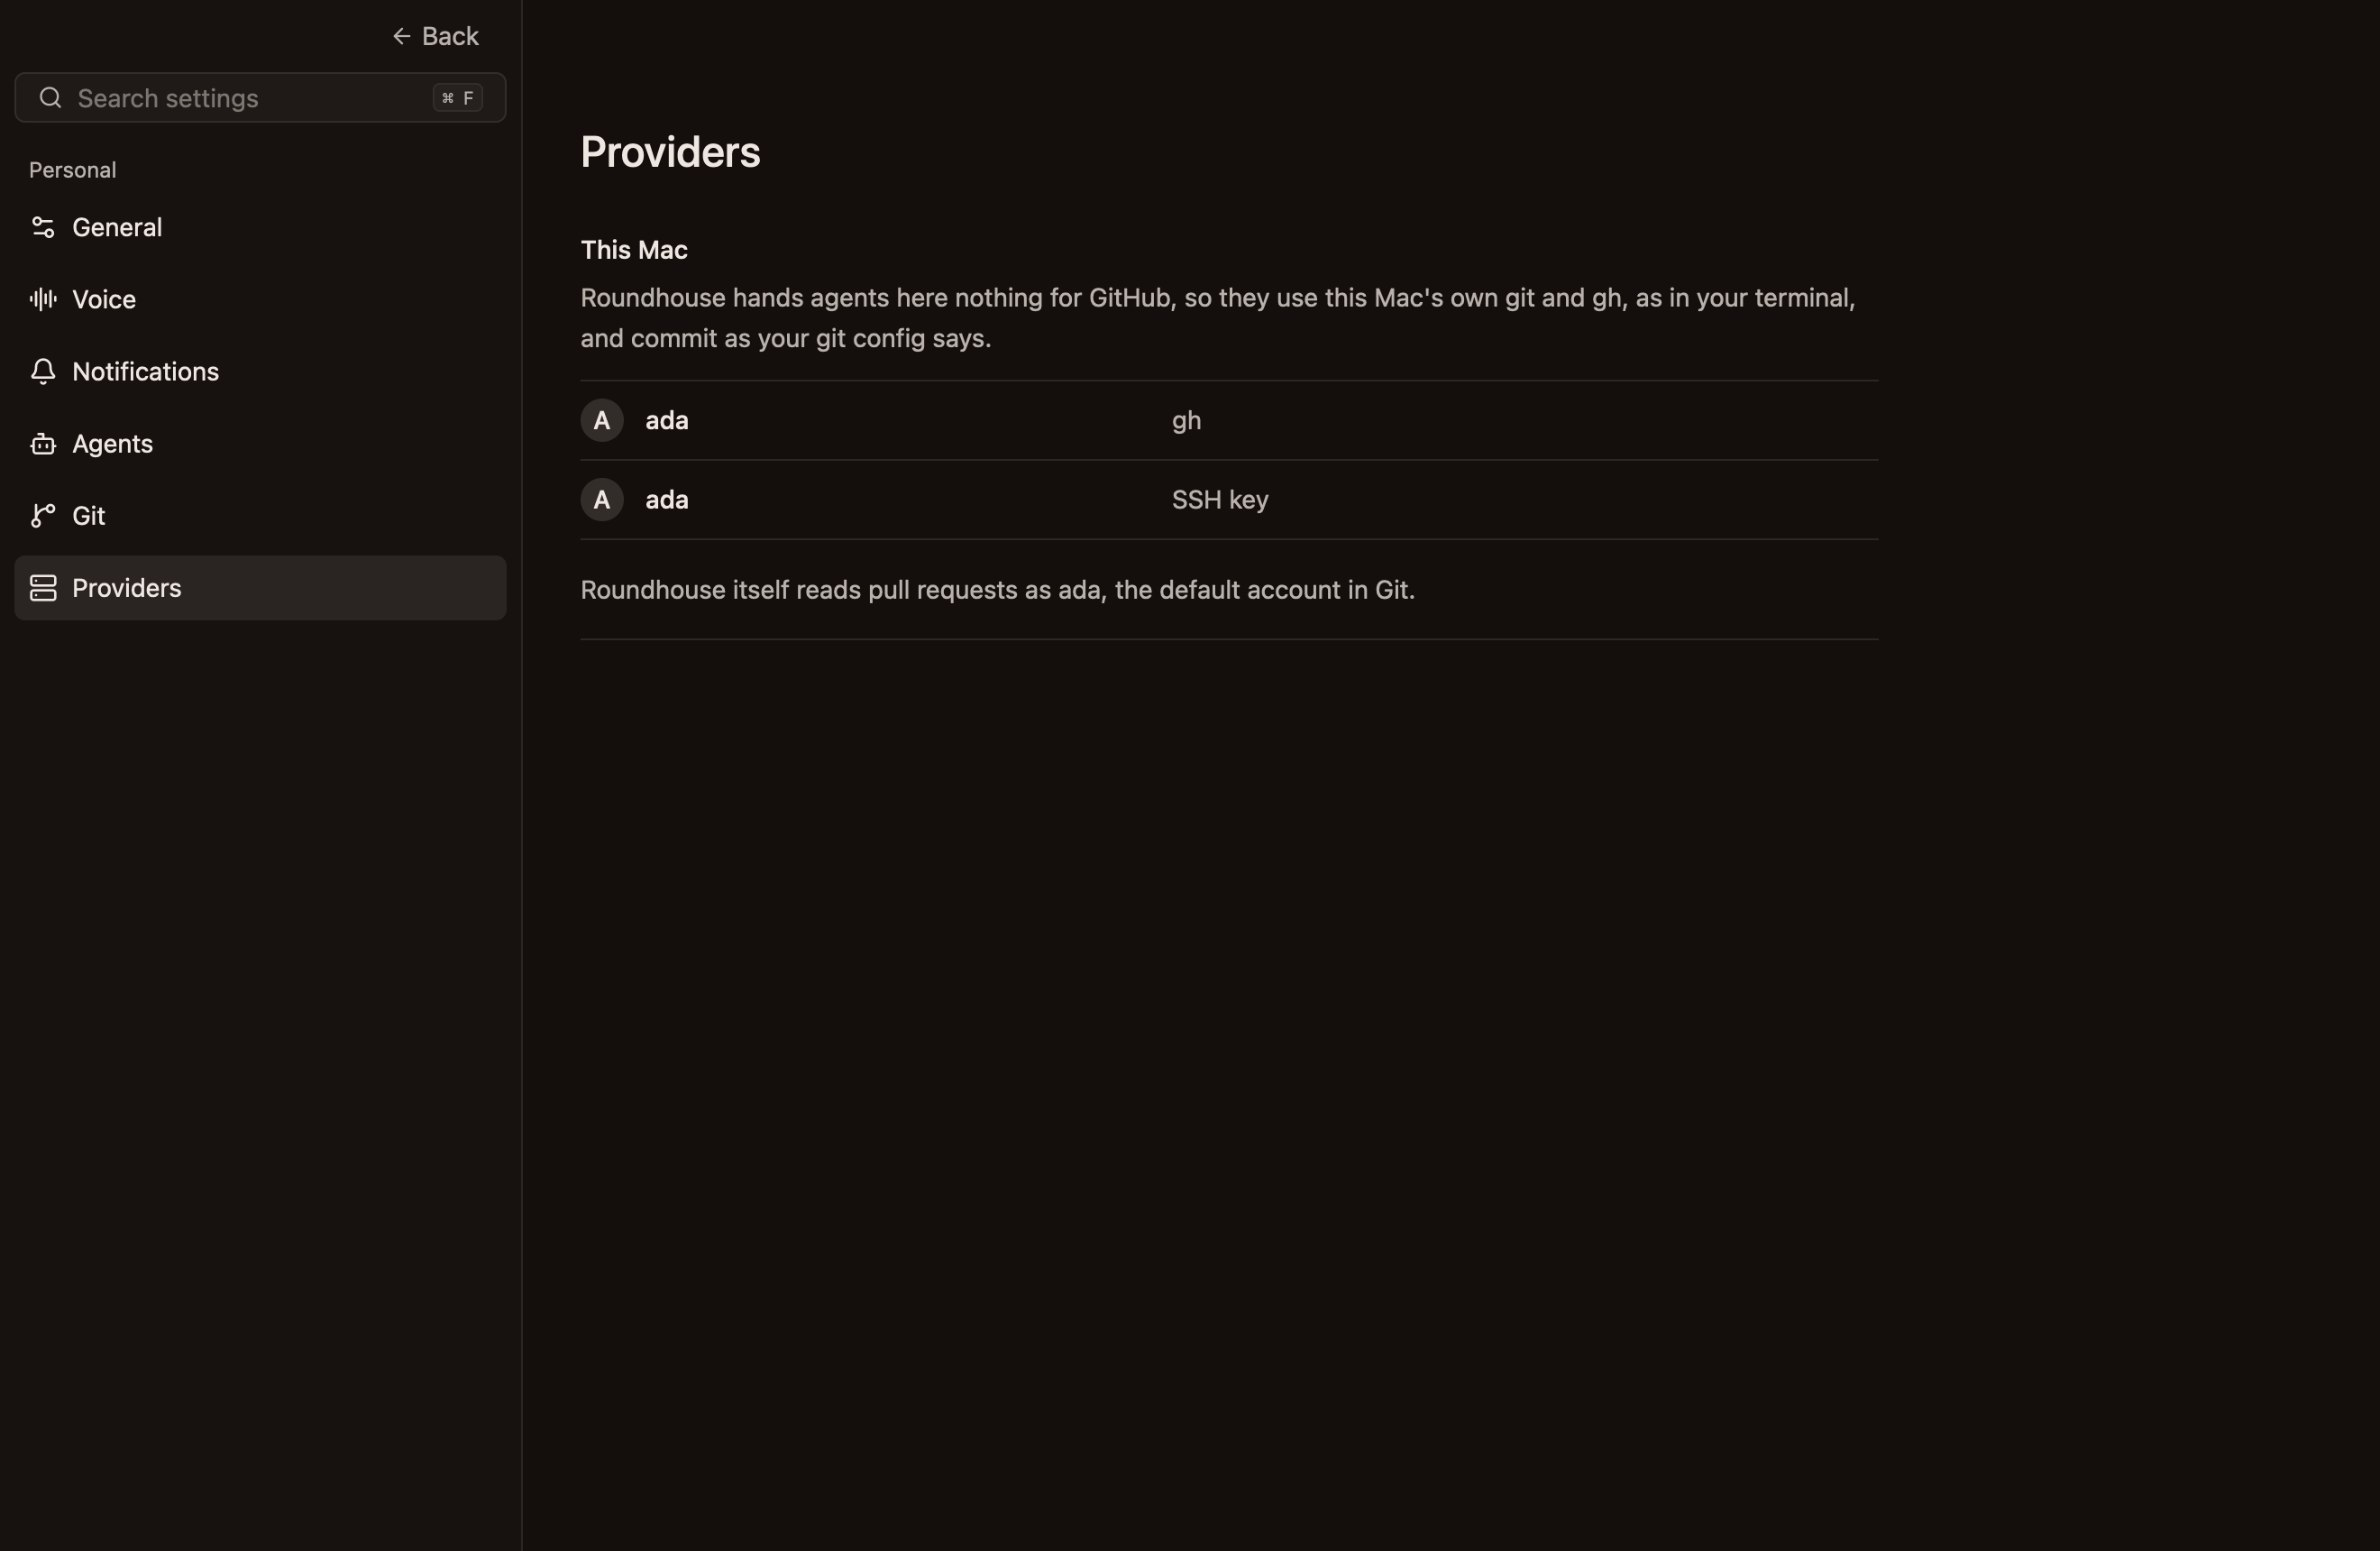 ← Back
Search settings ⌘ F
Personal
General
Voice
Notifications
Agents
Git
Providers
Providers
This Mac
Roundhouse hands agents here nothing for GitHub, so they use this Mac's own git and gh, as in your terminal,
and commit as your git config says.
A ada gh
A ada SSH key
Roundhouse itself reads pull requests as ada, the default account in Git.